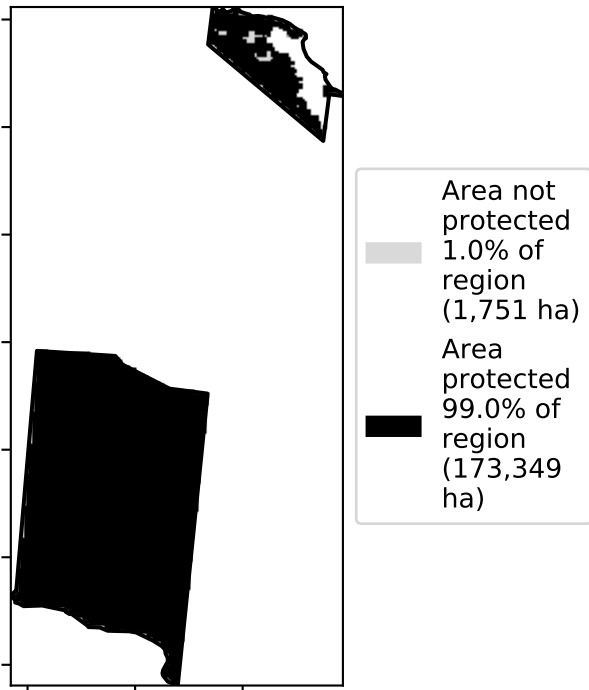 Area not
protected
1.0% of
region
(1,751 ha)
Area
protected
99.0% of
region
(173,349
ha)